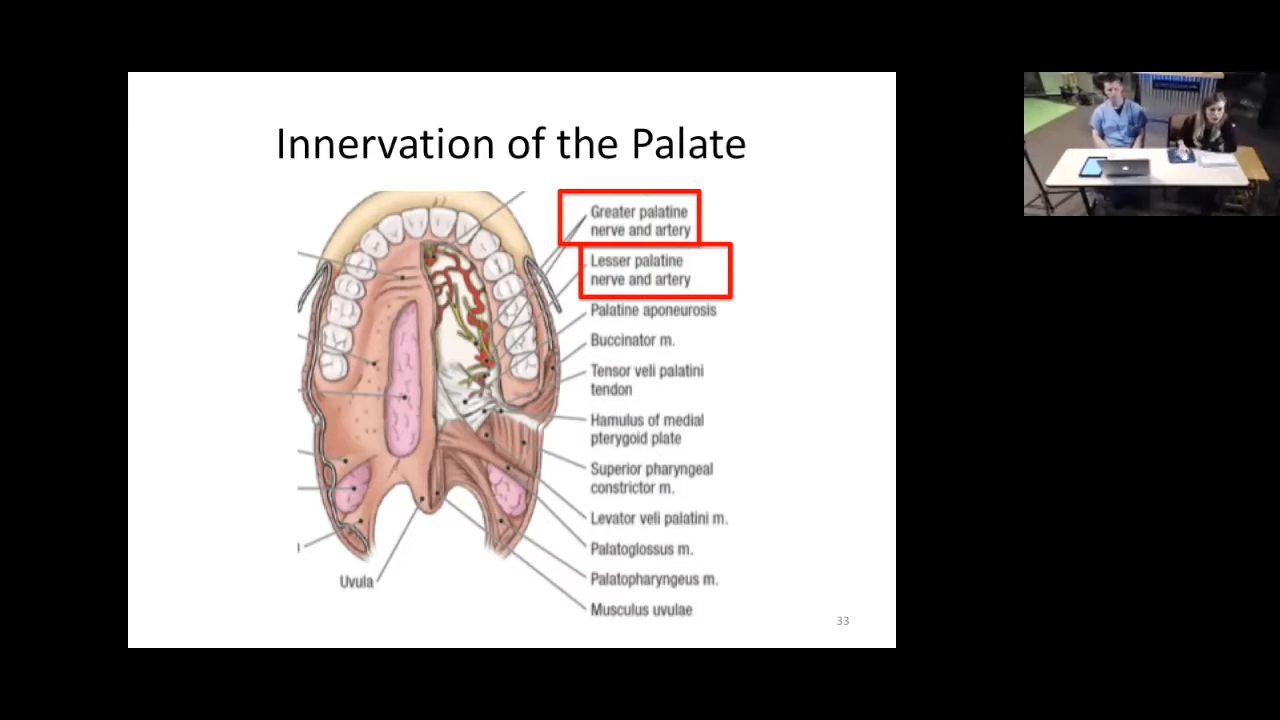 Innervation of the Palate
Greater palatine
nerve and artery
Lesser palatine
nerve and artery
Palatine aponeurosis
Buccinator m.
Tensor veli palatini
tendon
Hamulus of medial
pterygoid plate
Superior pharyngeal
constrictor m.
Levator veli palatini m.
Palatoglossus m.
Palatopharyngeus m.
Musculus uvulae
Uvula
33